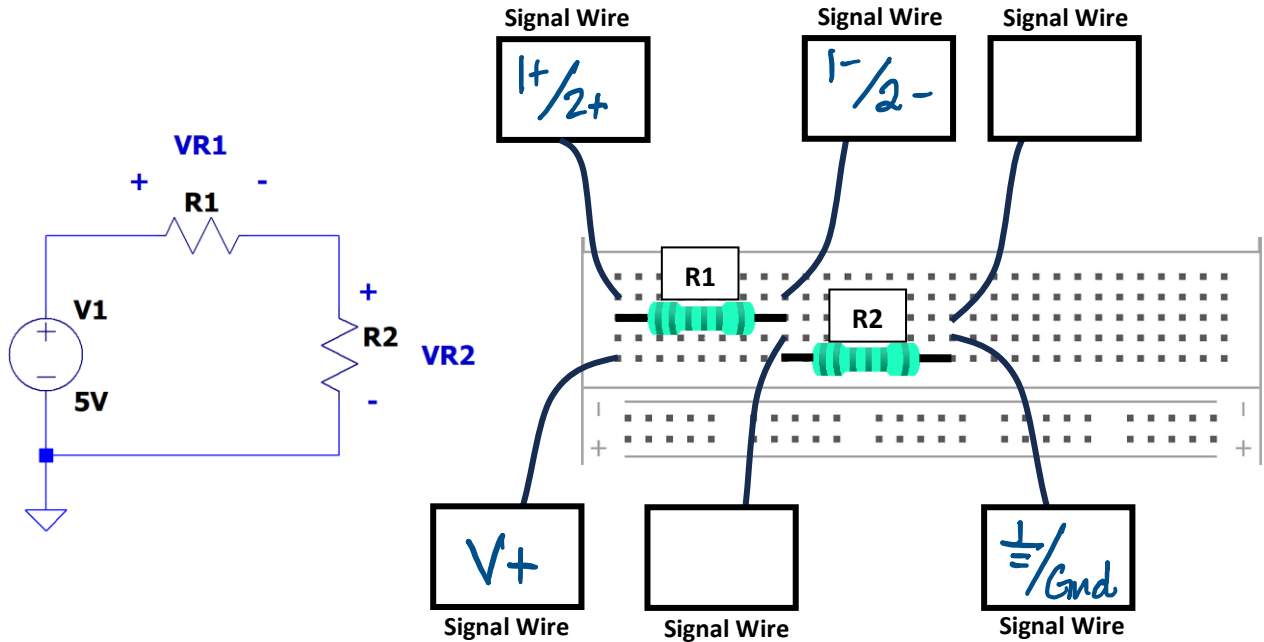 Signal Wire
Signal Wire
Signal Wire
1+/2+
1-/2-
VR1
+ -
R1
V1
+
-
5V
+
R2
VR2
-
R1
R2
- -
+ +
V+
⏚/Gnd
Signal Wire
Signal Wire
Signal Wire